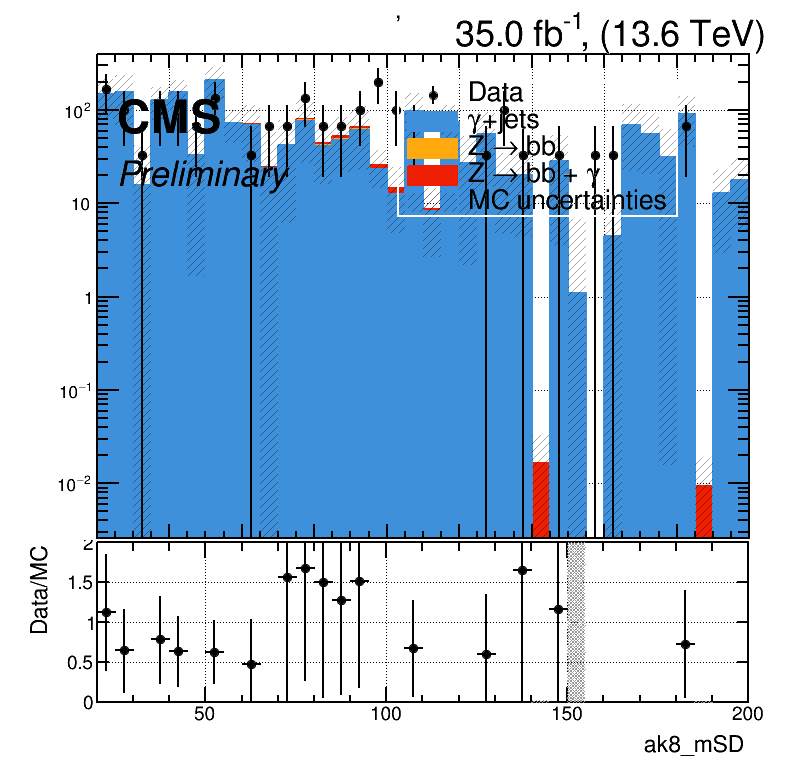 ,
35.0 fb⁻¹, (13.6 TeV)
CMS
Preliminary
Data
γ+jets
Z → bb
Z → bb + γ
MC uncertainties
10²
10
1
10⁻¹
10⁻²
Data/MC
2
1.5
1
0.5
0
50 100 150 200
ak8_mSD